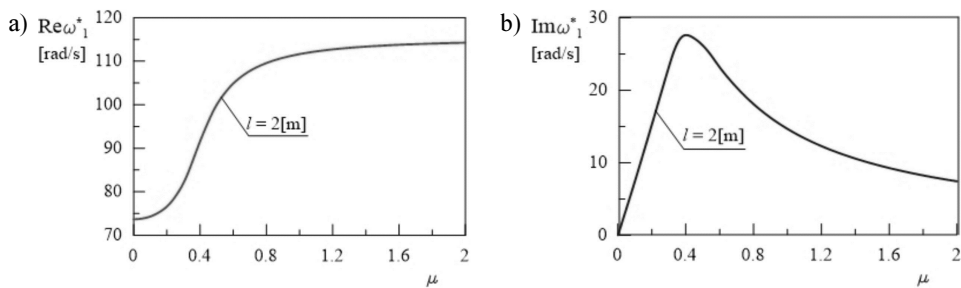 a) Reω*₁
[rad/s]
120
110
100
90
80
70
0 0.4 0.8 1.2 1.6 2
μ
l = 2[m]
b) Imω*₁
[rad/s]
30
20
10
0
0 0.4 0.8 1.2 1.6 2
μ
l = 2[m]